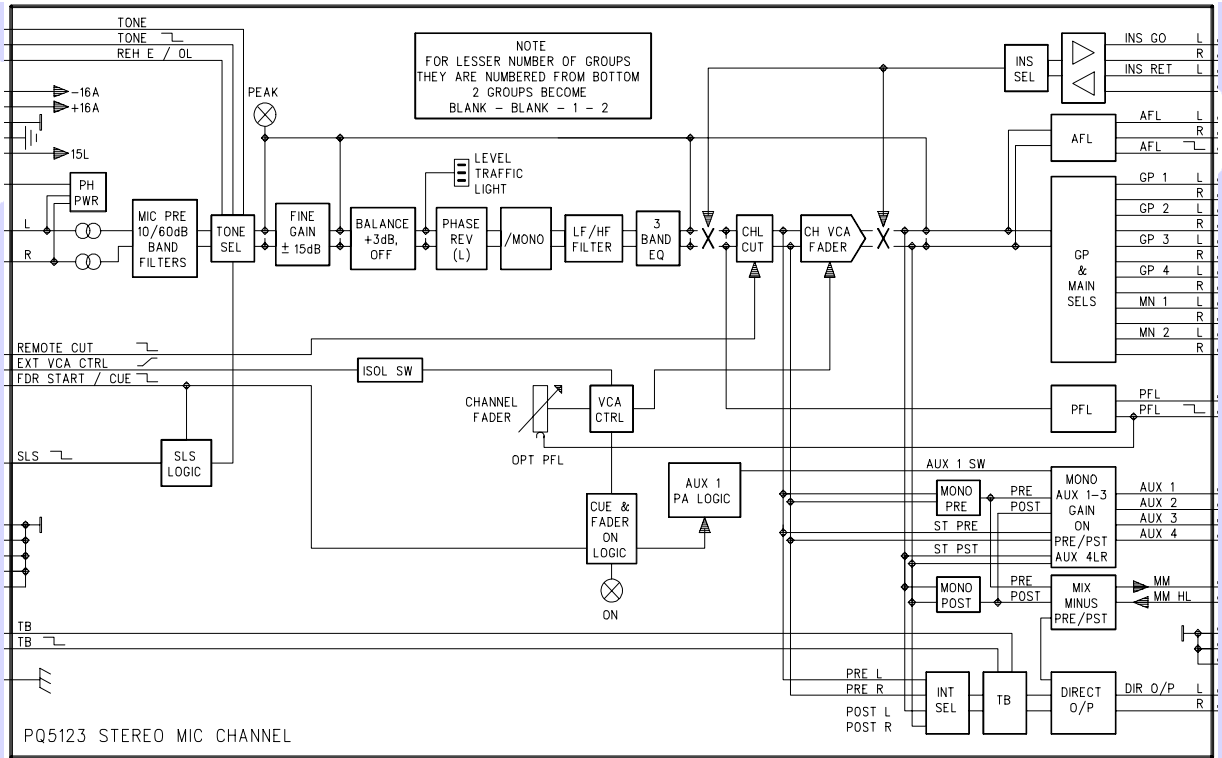 TONE
TONE
REH E / OL
-16A
+16A
15L
PEAK
NOTE
FOR LESSER NUMBER OF GROUPS
THEY ARE NUMBERED FROM BOTTOM
2 GROUPS BECOME
BLANK - BLANK - 1 - 2
INS
SEL
INS GO L
R
INS RET L
AFL
AFL L
R
AFL
PH
PWR
L
R
MIC PRE
10/60dB
BAND
FILTERS
TONE
SEL
FINE
GAIN
± 15dB
BALANCE
+3dB,
OFF
LEVEL
TRAFFIC
LIGHT
PHASE
REV
(L)
/MONO
LF/HF
FILTER
3
BAND
EQ
CHL
CUT
CH VCA
FADER
GP
&
MAIN
SELS
GP 1 L
R
GP 2 L
R
GP 3 L
R
GP 4 L
R
MN 1 L
R
MN 2 L
R
REMOTE CUT
EXT VCA CTRL
FDR START / CUE
ISOL SW
CHANNEL
FADER
VCA
CTRL
OPT PFL
PFL
PFL
PFL
SLS
SLS
LOGIC
AUX 1
PA LOGIC
CUE &
FADER
ON
LOGIC
ON
AUX 1 SW
MONO
PRE
PRE
POST
ST PRE
ST PST
MONO
AUX 1-3
GAIN
ON
PRE/PST
AUX 4LR
AUX 1
AUX 2
AUX 3
AUX 4
MONO
POST
PRE
POST
MIX
MINUS
PRE/PST
MM
MM HL
TB
TB
PRE L
PRE R
POST L
POST R
INT
SEL
TB
DIRECT
O/P
DIR O/P L
R
PQ5123 STEREO MIC CHANNEL